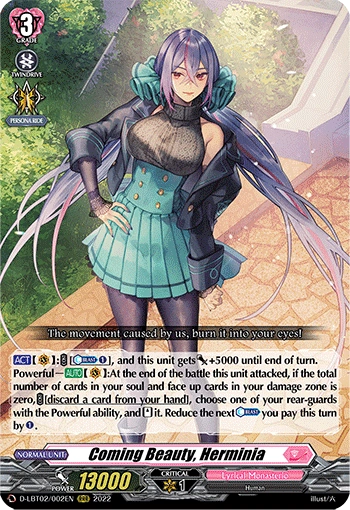 3
GRADE
TWINDRIVE
PERSONA RIDE
The movement caused by us, burn it into your eyes!
ACT【 】:[ BLAST 1], and this unit gets +5000 until end of turn.
Powerful—AUTO【 】:At the end of the battle this unit attacked, if the total
number of cards in your soul and face up cards in your damage zone is
zero, [discard a card from your hand], choose one of your rear-guards
with the Powerful ability, and it. Reduce the next BLAST 1 you pay this turn
by 1.
NORMAL UNIT
Coming Beauty, Herminia
POWER 13000
CRITICAL
1
Lyrical Monasterio
Human
D-LBT02/002EN RRR 2022
illust/A